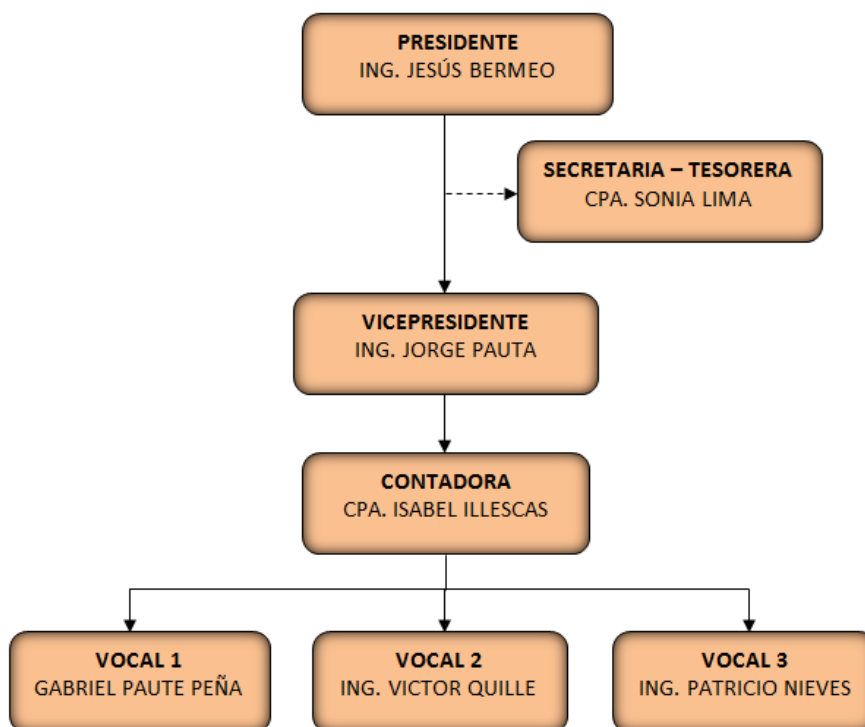 PRESIDENTE
ING. JESÚS BERMEO
SECRETARIA – TESORERA
CPA. SONIA LIMA
VICEPRESIDENTE
ING. JORGE PAUTA
CONTADORA
CPA. ISABEL ILLESCAS
VOCAL 1
GABRIEL PAUTE PEÑA
VOCAL 2
ING. VICTOR QUILLE
VOCAL 3
ING. PATRICIO NIEVES